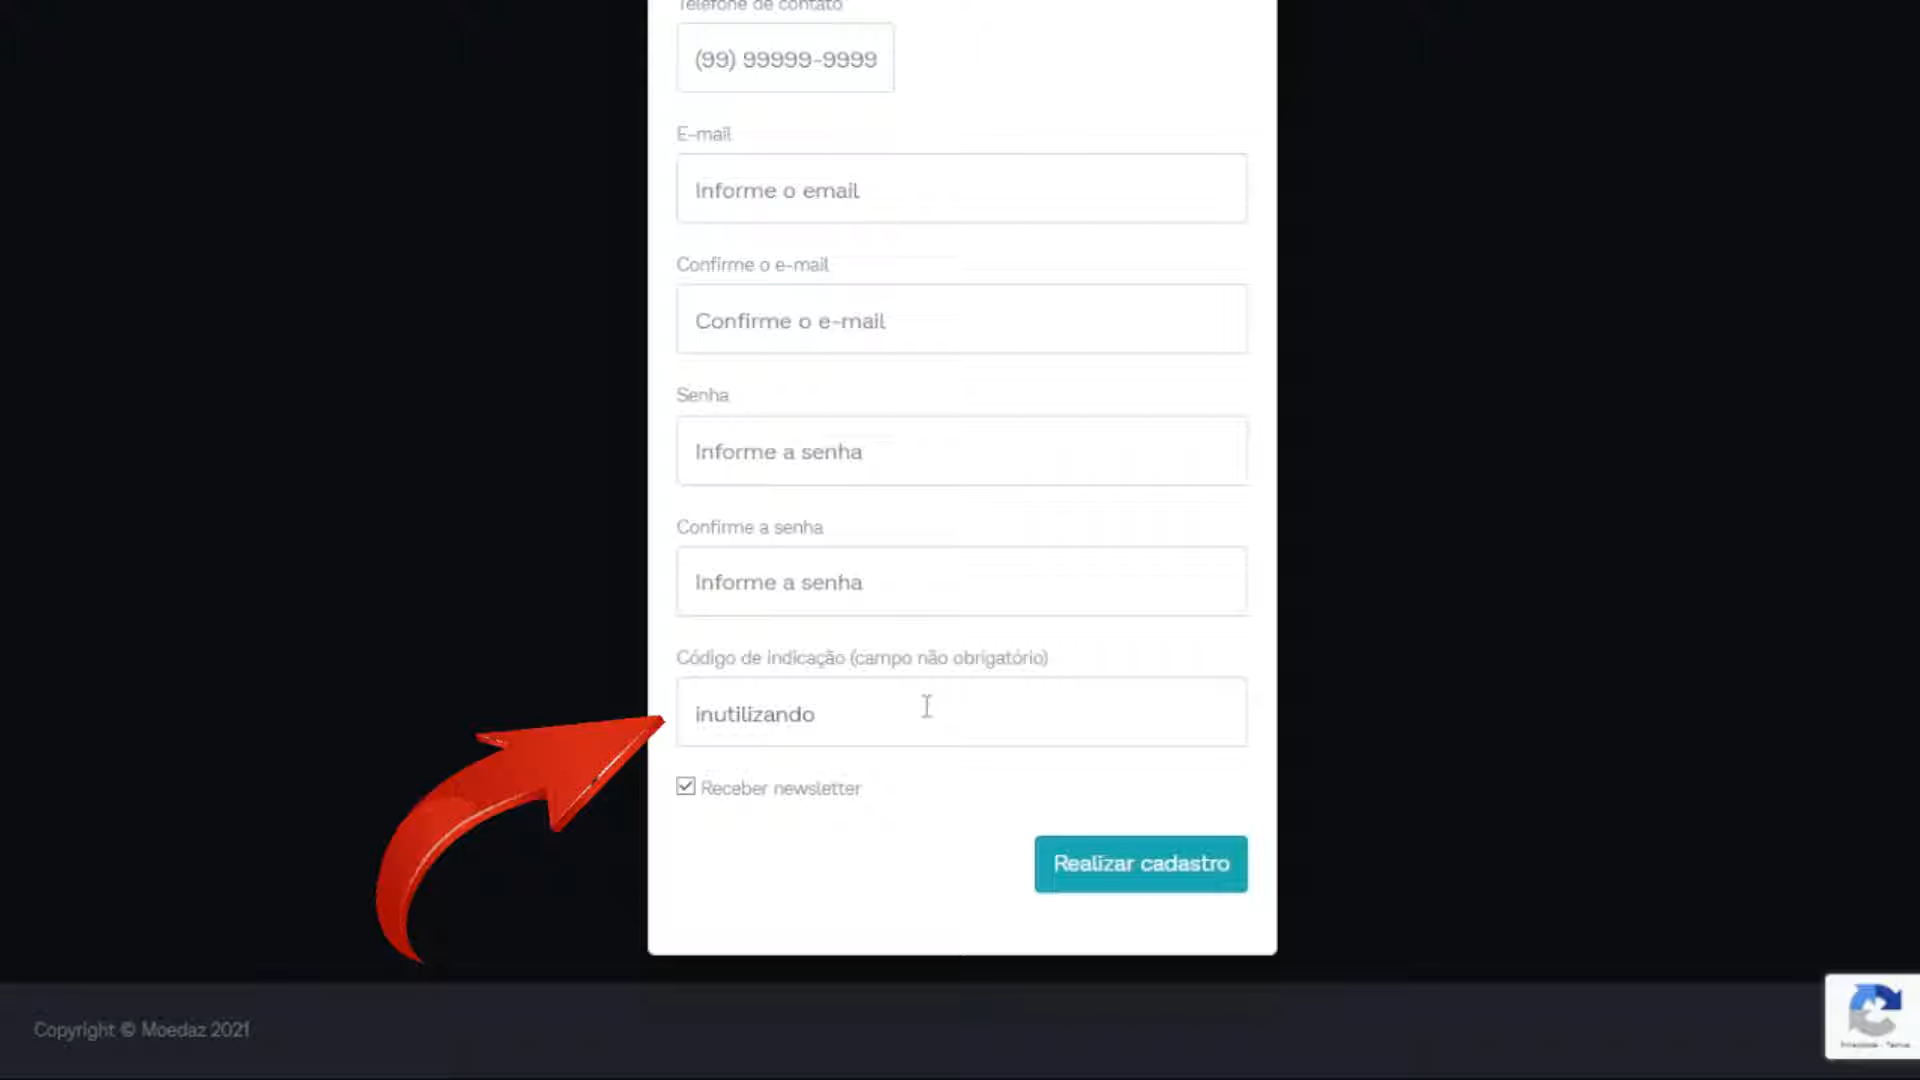 Telefone de contato
(99) 99999-9999
E-mail
Informe o email
Confirme o e-mail
Confirme o e-mail
Senha
Informe a senha
Confirme a senha
Informe a senha
Código de indicação (campo não obrigatório)
inutilizando
Receber newsletter
Realizar cadastro
Copyright © Moedaz 2021